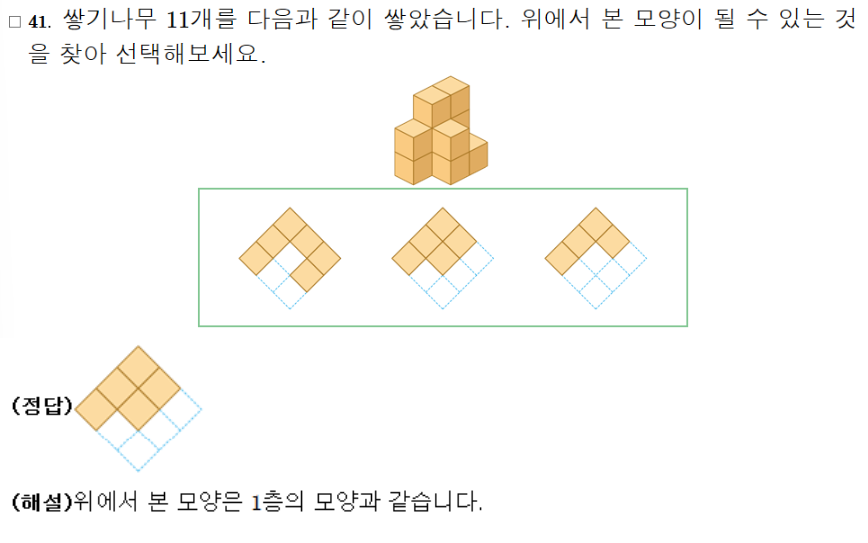 □ 41. 쌓기나무 11개를 다음과 같이 쌓았습니다. 위에서 본 모양이 될 수 있는 것
을 찾아 선택해보세요.
(정답)
(해설)위에서 본 모양은 1층의 모양과 같습니다.